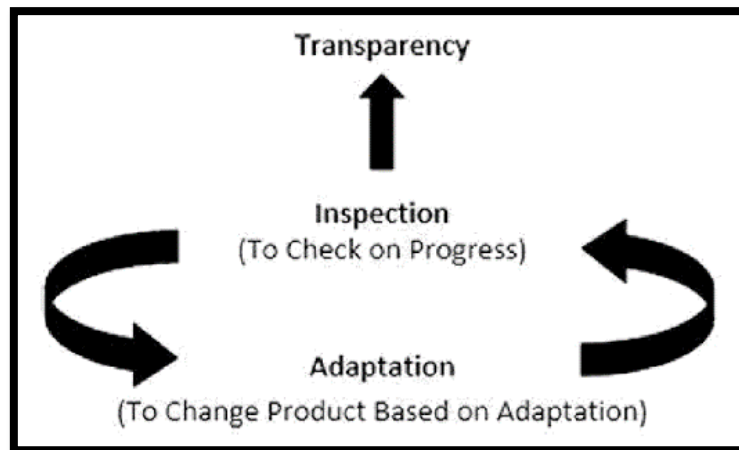 Transparency
Inspection
(To Check on Progress)
Adaptation
(To Change Product Based on Adaptation)